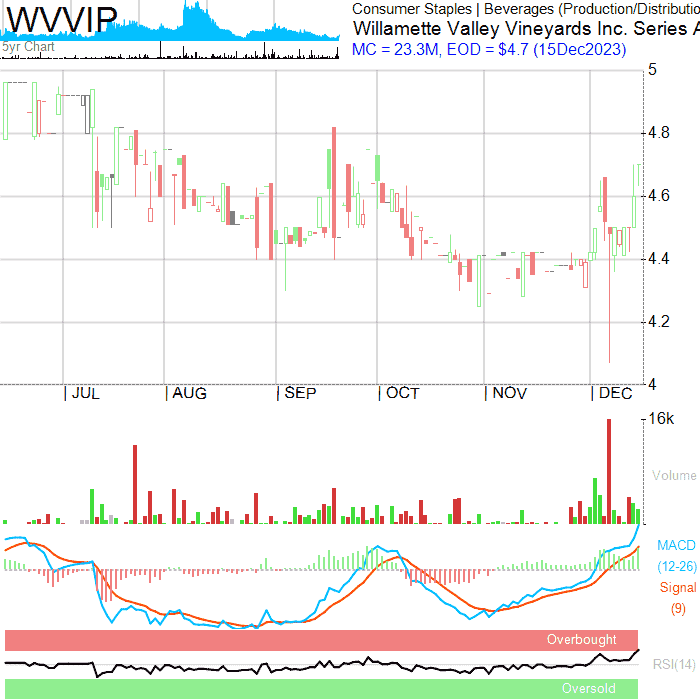 WVVIP
5yr Chart
Consumer Staples | Beverages (Production/Distributio
Willamette Valley Vineyards Inc. Series A
MC = 23.3M, EOD = $4.7 (15Dec2023)
5
4.8
4.6
4.4
4.2
4
| JUL | AUG | SEP | OCT | NOV | DEC
16k
Volume
MACD
(12-26)
Signal
(9)
Overbought
RSI(14)
Oversold